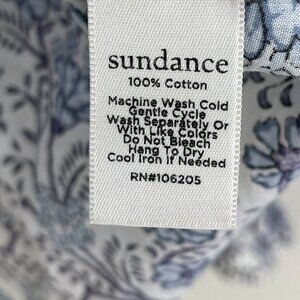 sundance
100% Cotton
Machine Wash Cold
Gentle Cycle
Wash Separately Or
With Like Colors
Do Not Bleach
Hang To Dry
Cool Iron if Needed
RN#106205